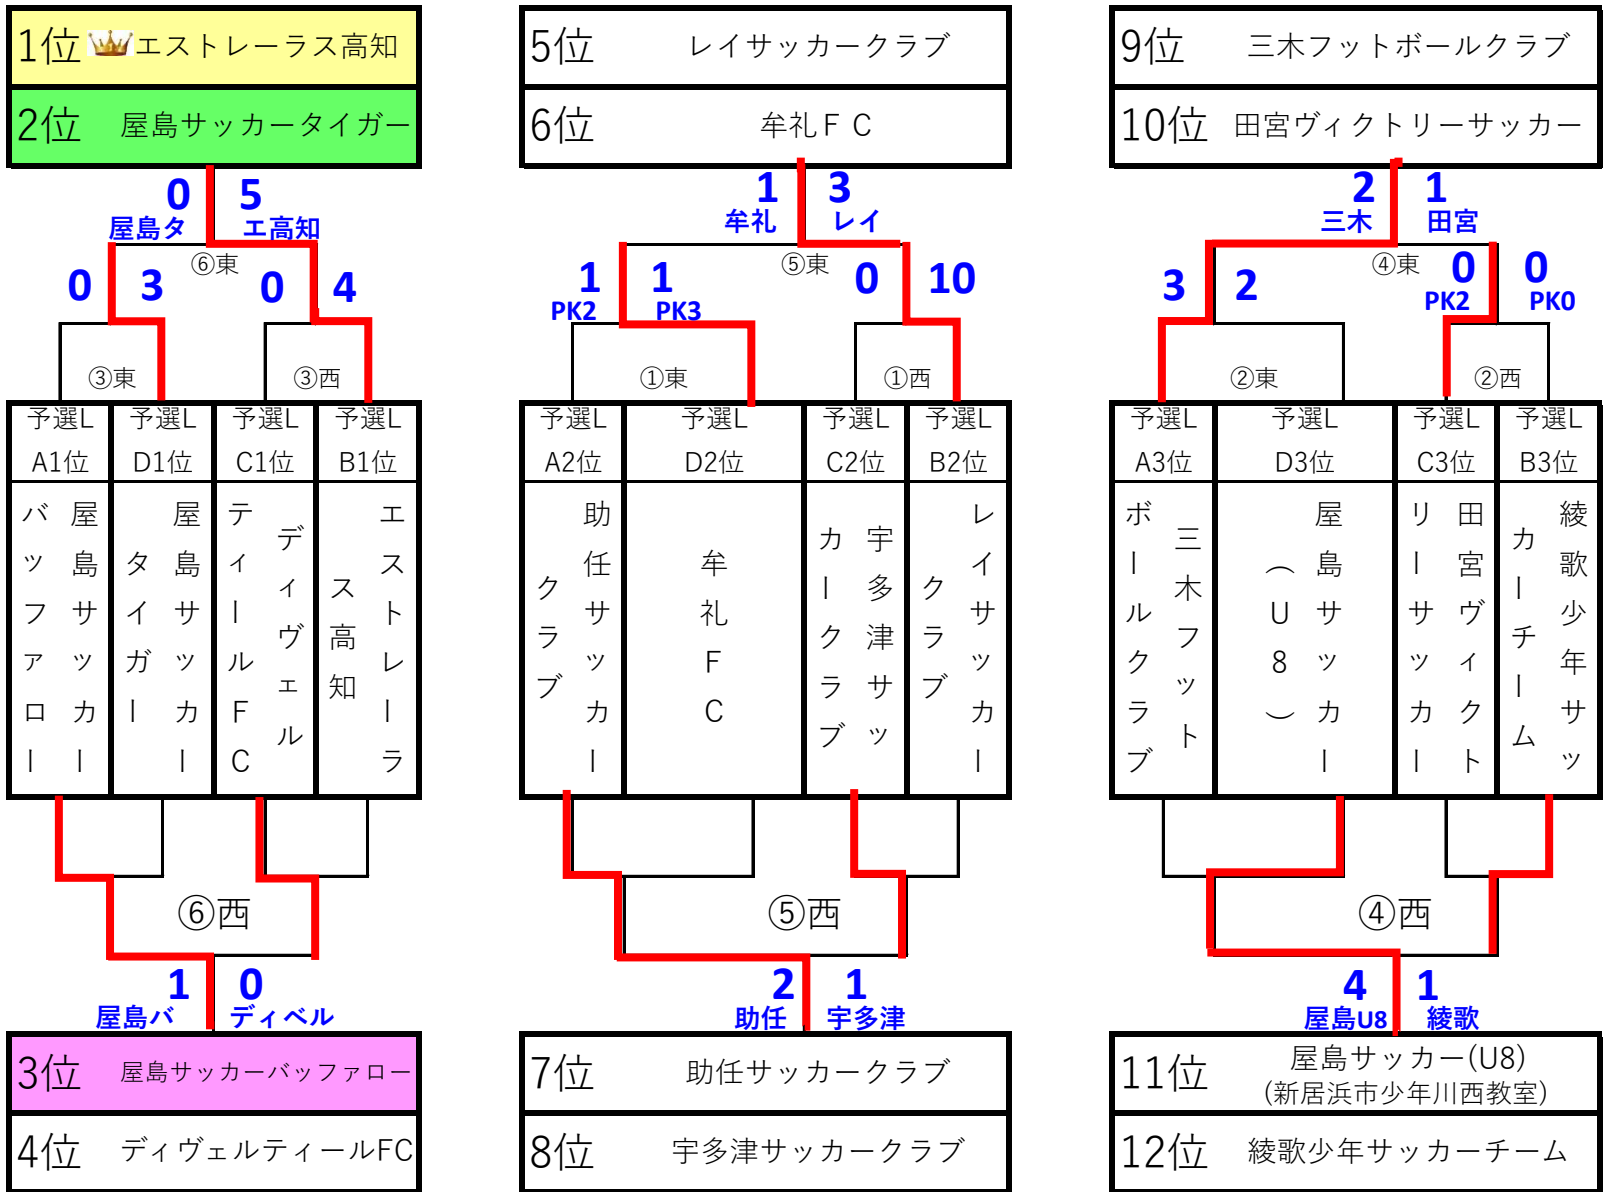 1位 エストレーラス高知
2位 屋島サッカータイガー
0 5
屋島タ エ高知
⑥東
0 3 0 4
③東 ③西
予選L 予選L 予選L 予選L
A1位 D1位 C1位 B1位
屋島サッカー
バッファロー
屋島サッカー
タイガー
ディヴェル
ティールFC
エストレーラ
ス高知
⑥西
1 0
屋島バ ディベル
3位 屋島サッカーバッファロー
4位 ディヴェルティールFC
5位 レイサッカークラブ
6位 牟礼FC
1 3
牟礼 レイ
⑤東
1 1 0 10
PK2 PK3
①東 ①西
予選L 予選L 予選L 予選L
A2位 D2位 C2位 B2位
助任サッカー
クラブ
牟礼FC
宇多津サッ
カークラブ
レイサッカー
クラブ
⑤西
2 1
助任 宇多津
7位 助任サッカークラブ
8位 宇多津サッカークラブ
9位 三木フットボールクラブ
10位 田宮ヴィクトリーサッカー
2 1
三木 田宮
④東
3 2 0 0
PK2 PK0
②東 ②西
予選L 予選L 予選L 予選L
A3位 D3位 C3位 B3位
三木フット
ボールクラブ
屋島サッカー
(U8)
田宮ヴィクト
リーサッカー
綾歌少年サッ
カーチーム
④西
4 1
屋島U8 綾歌
11位 屋島サッカー(U8)
(新居浜市少年川西教室)
12位 綾歌少年サッカーチーム